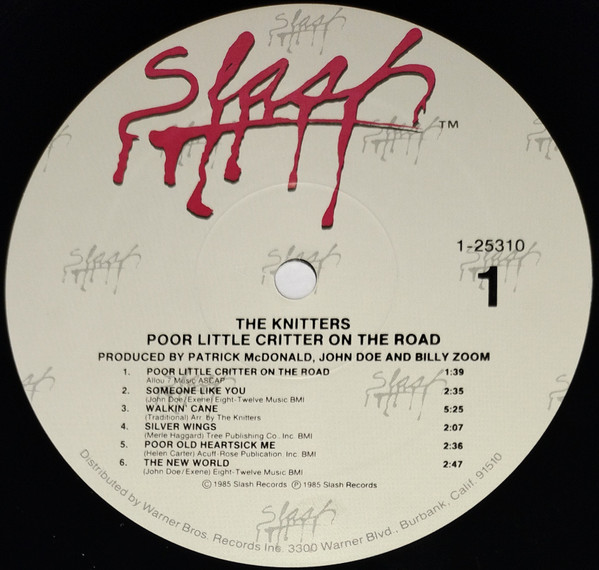 Slash
TM
1-25310
1
THE KNITTERS
POOR LITTLE CRITTER ON THE ROAD
PRODUCED BY PATRICK McDONALD, JOHN DOE AND BILLY ZOOM
1. POOR LITTLE CRITTER ON THE ROAD 1:39
Allou 7 Music ASCAP
2. SOMEONE LIKE YOU 2:35
(John Doe/Exene) Eight-Twelve Music BMI
3. WALKIN' CANE 5:25
(Traditional) Arr. By The Knitters
4. SILVER WINGS 2:07
(Merle Haggard) Tree Publishing Co., Inc. BMI
5. POOR OLD HEARTSICK ME 2:36
(Helen Carter) Acuff-Rose Publication Inc. BMI
6. THE NEW WORLD 2:47
(John Doe/Exene) Eight-Twelve Music BMI
© 1985 Slash Records ℗ 1985 Slash Records
Distributed by Warner Bros. Records Inc. 3300 Warner Blvd., Burbank, Calif. 91510